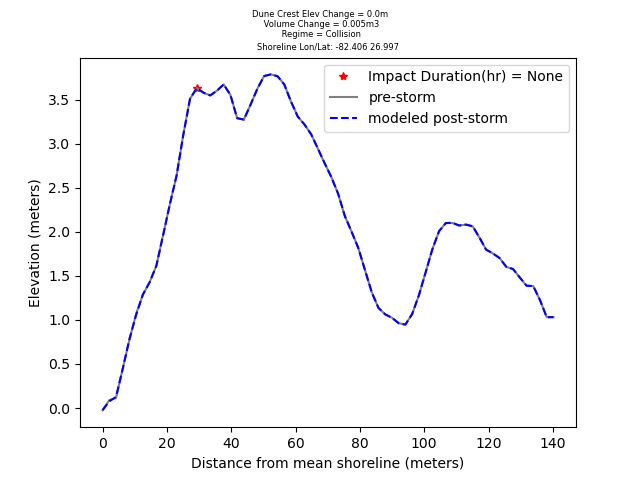 Dune Crest Elev Change = 0.0m
Volume Change = 0.005m3
Regime = Collision
Shoreline Lon/Lat: -82.406 26.997
Impact Duration(hr) = None
pre-storm
modeled post-storm
Elevation (meters)
3.5
3.0
2.5
2.0
1.5
1.0
0.5
0.0
0 20 40 60 80 100 120 140
Distance from mean shoreline (meters)